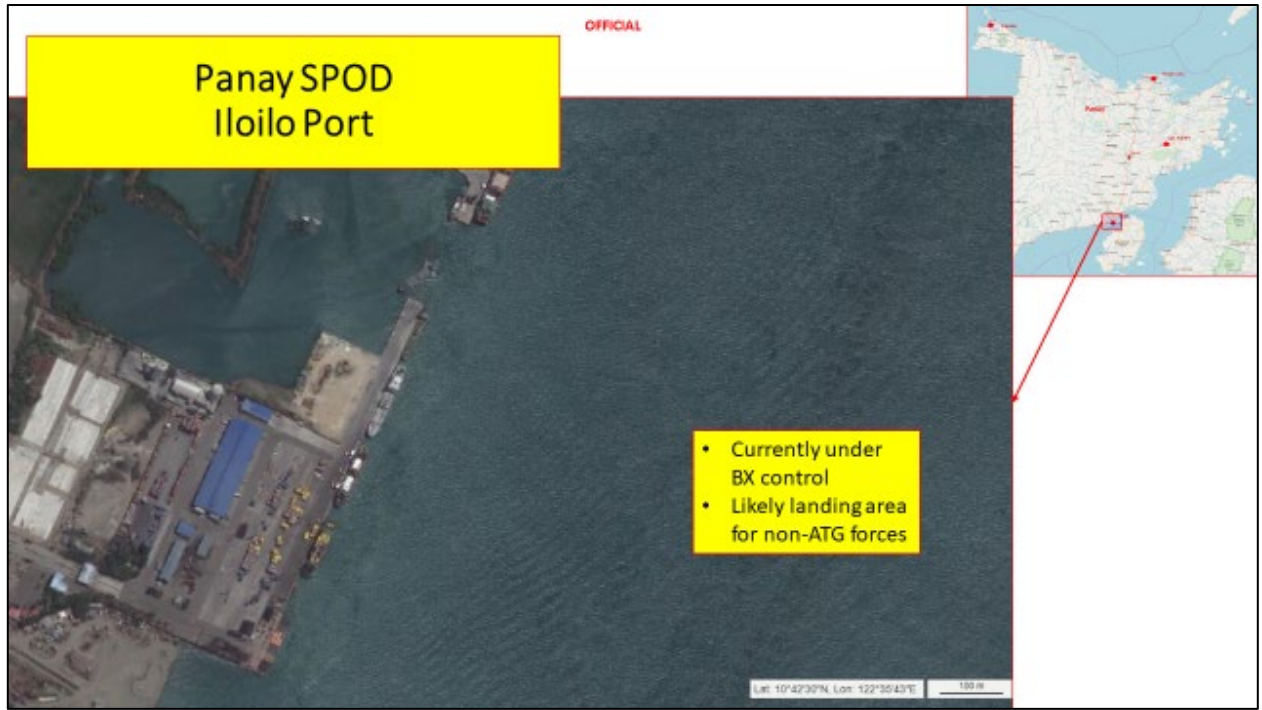 OFFICIAL
Panay SPOD
Iloilo Port
Panay
• Currently under
BX control
• Likely landing area
for non-ATG forces
Lat: 10°42'30"N, Lon: 122°35'43"E
100 m